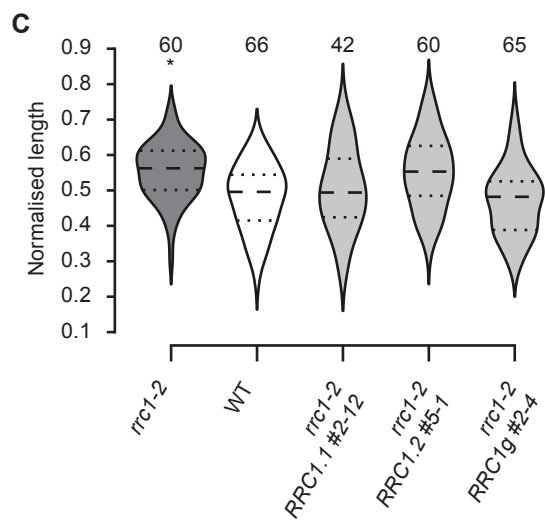 C
60 66 42 60 65
*
0.9
0.8
0.7
0.6
0.5
0.4
0.3
0.2
0.1
Normalised length
rrc1-2
WT
rrc1-2
RRC1.1 #2-12
rrc1-2
RRC1.2 #5-1
rrc1-2
RRC1g #2-4